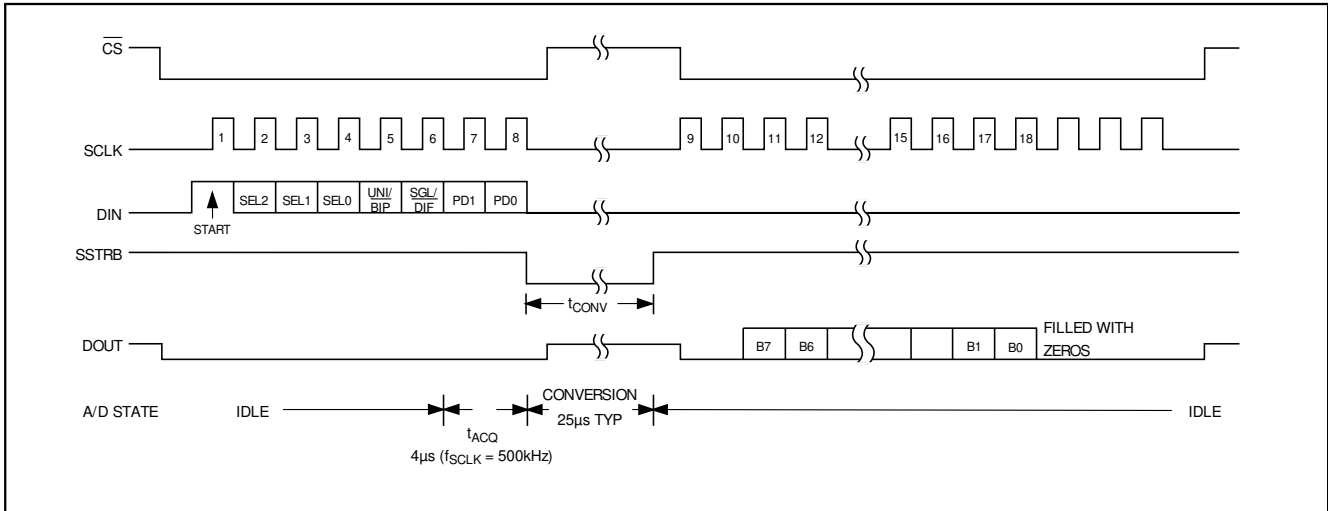 CS
SCLK
1 2 3 4 5 6 7 8 9 10 11 12 15 16 17 18
DIN
START
SEL2 SEL1 SEL0 UNI/BIP SGL/DIF PD1 PD0
SSTRB
tCONV
DOUT
B7 B6 B1 B0
FILLED WITH
ZEROS
A/D STATE
IDLE
CONVERSION
25µs TYP
IDLE
tACQ
4µs (fSCLK = 500kHz)